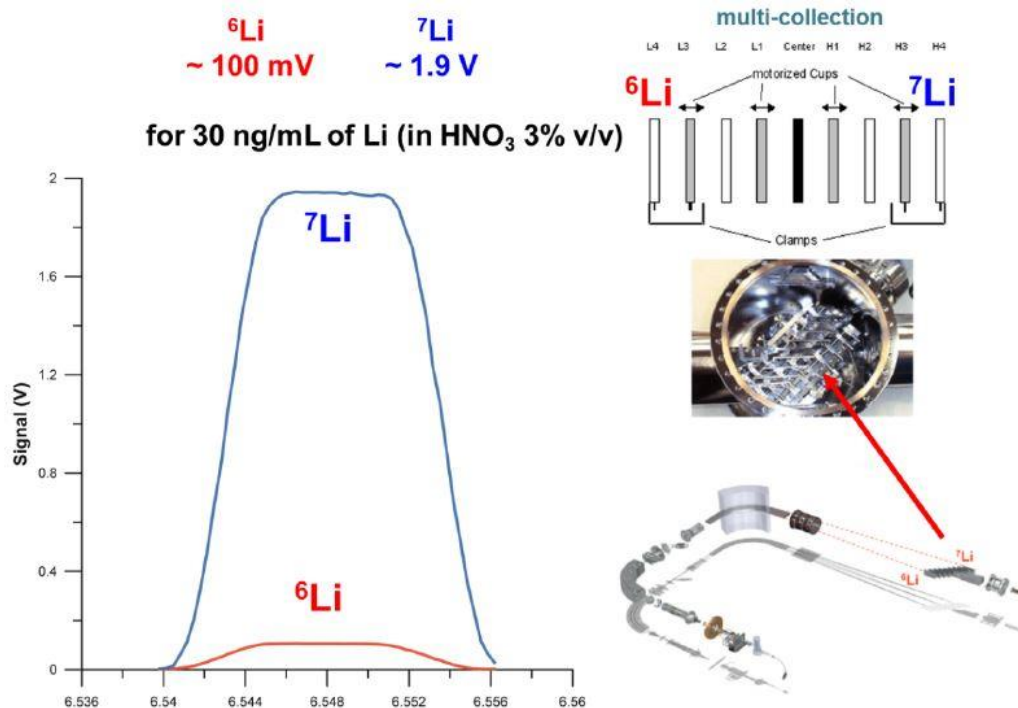 ⁶Li
~ 100 mV
⁷Li
~ 1.9 V
for 30 ng/mL of Li (in HNO₃ 3% v/v)
multi-collection
L4 L3 L2 L1 Center H1 H2 H3 H4
motorized Cups
⁶Li
⁷Li
Clamps
Signal (V)
2
1.6
1.2
0.8
0.4
0
⁷Li
⁶Li
6.536 6.54 6.544 6.548 6.552 6.556 6.56
⁷Li
⁶Li